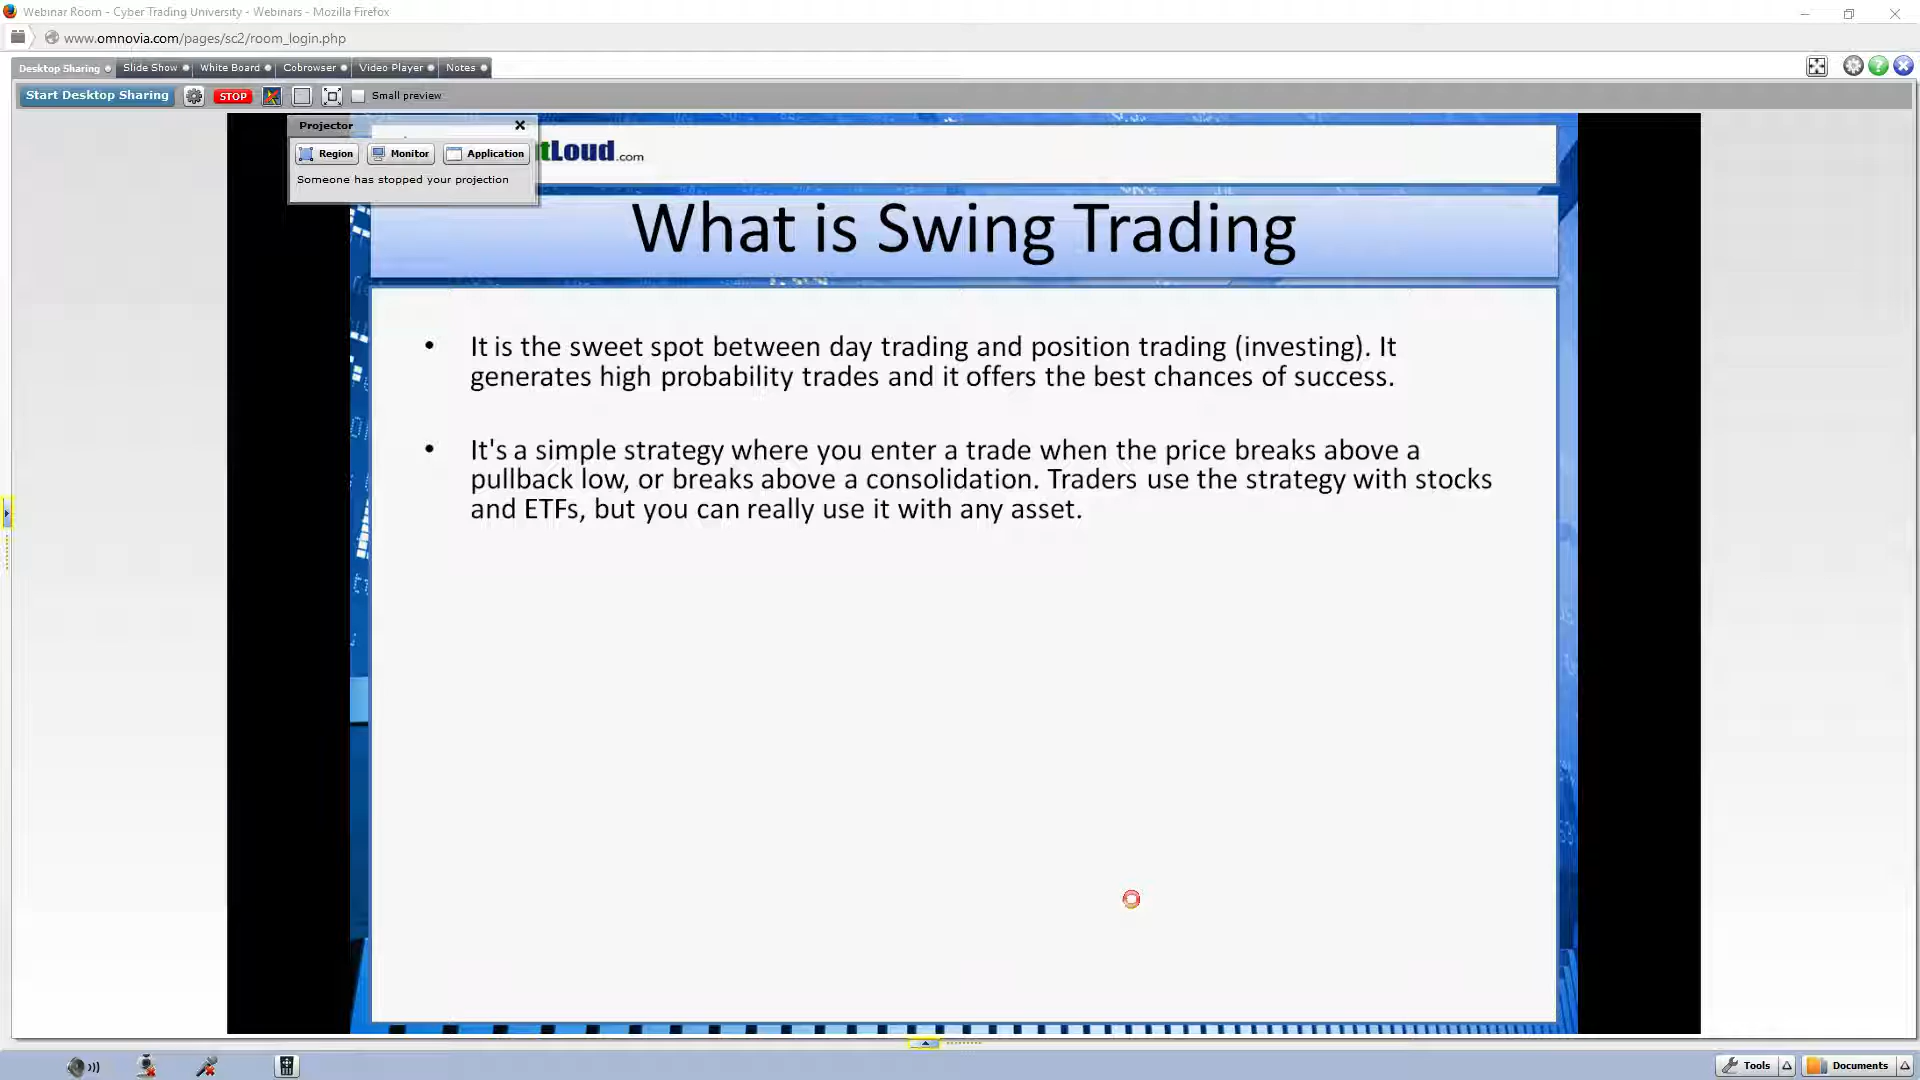 Webinar Room - Cyber Trading University - Webinars - Mozilla Firefox
www.omnovia.com/pages/sc2/room_login.php
Desktop Sharing Slide Show White Board Cobrowser Video Player Notes
Start Desktop Sharing STOP Small preview
Projector
Region Monitor Application
Someone has stopped your projection
tLoud.com
What is Swing Trading
• It is the sweet spot between day trading and position trading (investing). It
generates high probability trades and it offers the best chances of success.
• It's a simple strategy where you enter a trade when the price breaks above a
pullback low, or breaks above a consolidation. Traders use the strategy with stocks
and ETFs, but you can really use it with any asset.
Tools Documents